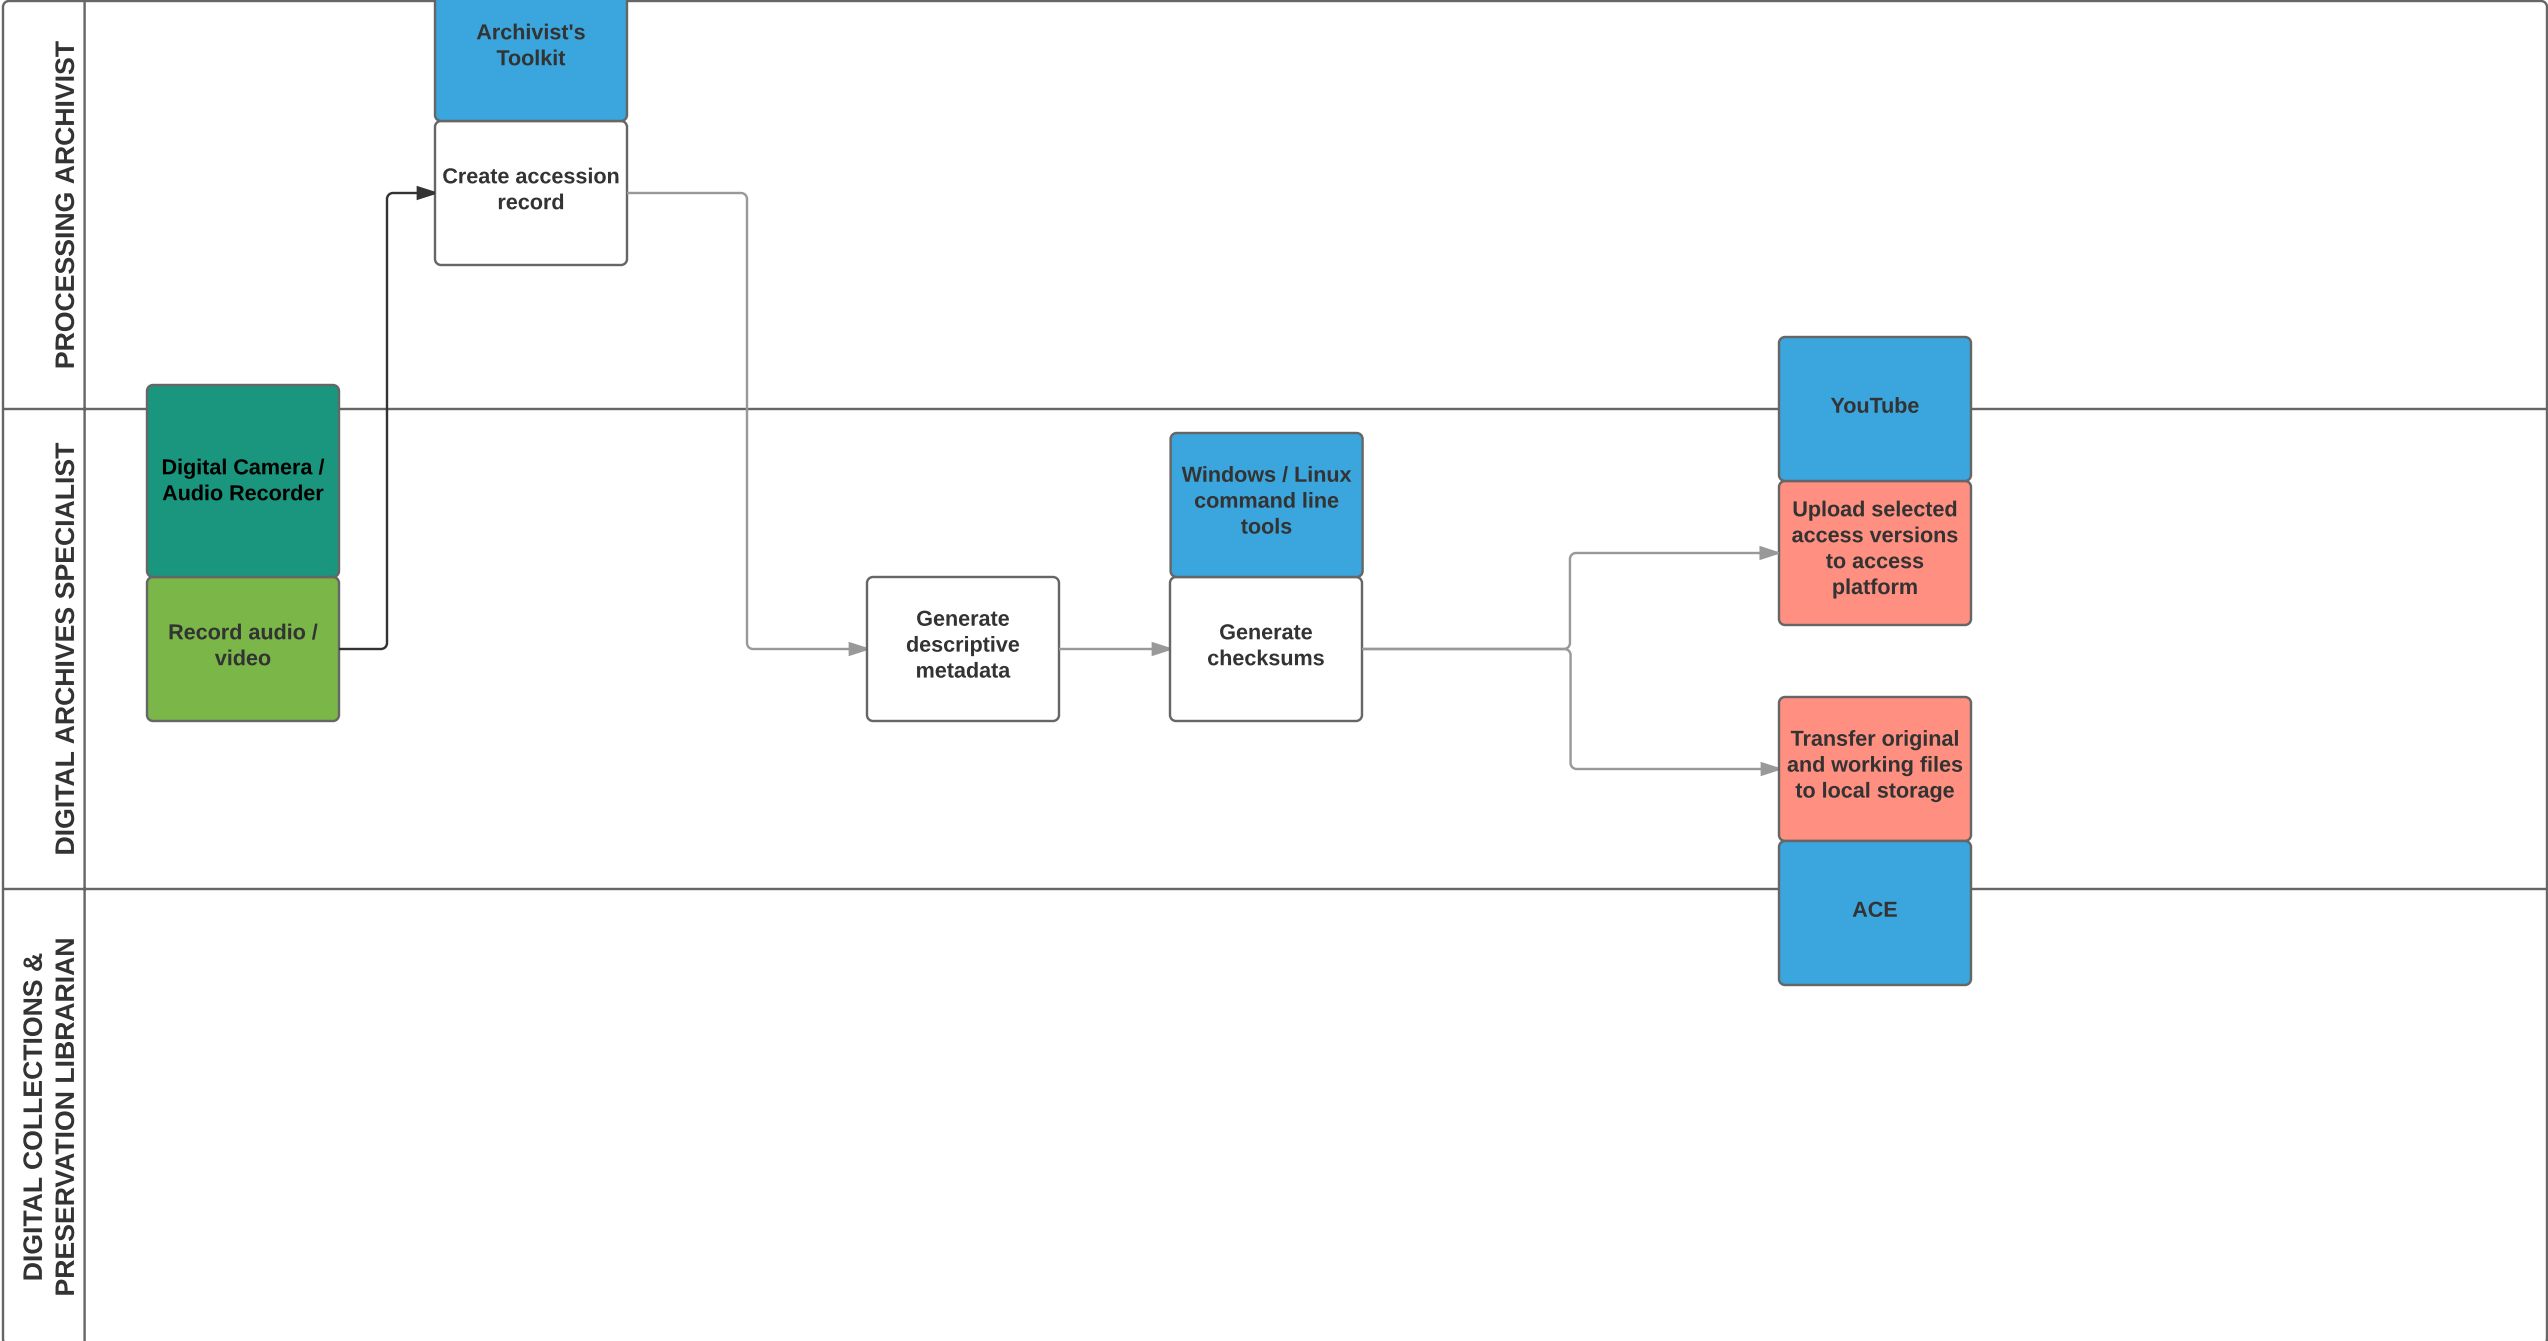 PROCESSING ARCHIVIST
Archivist's
Toolkit
Create accession
record
DIGITAL ARCHIVES SPECIALIST
Digital Camera /
Audio Recorder
Record audio /
video
Generate
descriptive
metadata
Windows / Linux
command line
tools
Generate
checksums
YouTube
Upload selected
access versions
to access
platform
Transfer original
and working files
to local storage
ACE
DIGITAL COLLECTIONS &
PRESERVATION LIBRARIAN